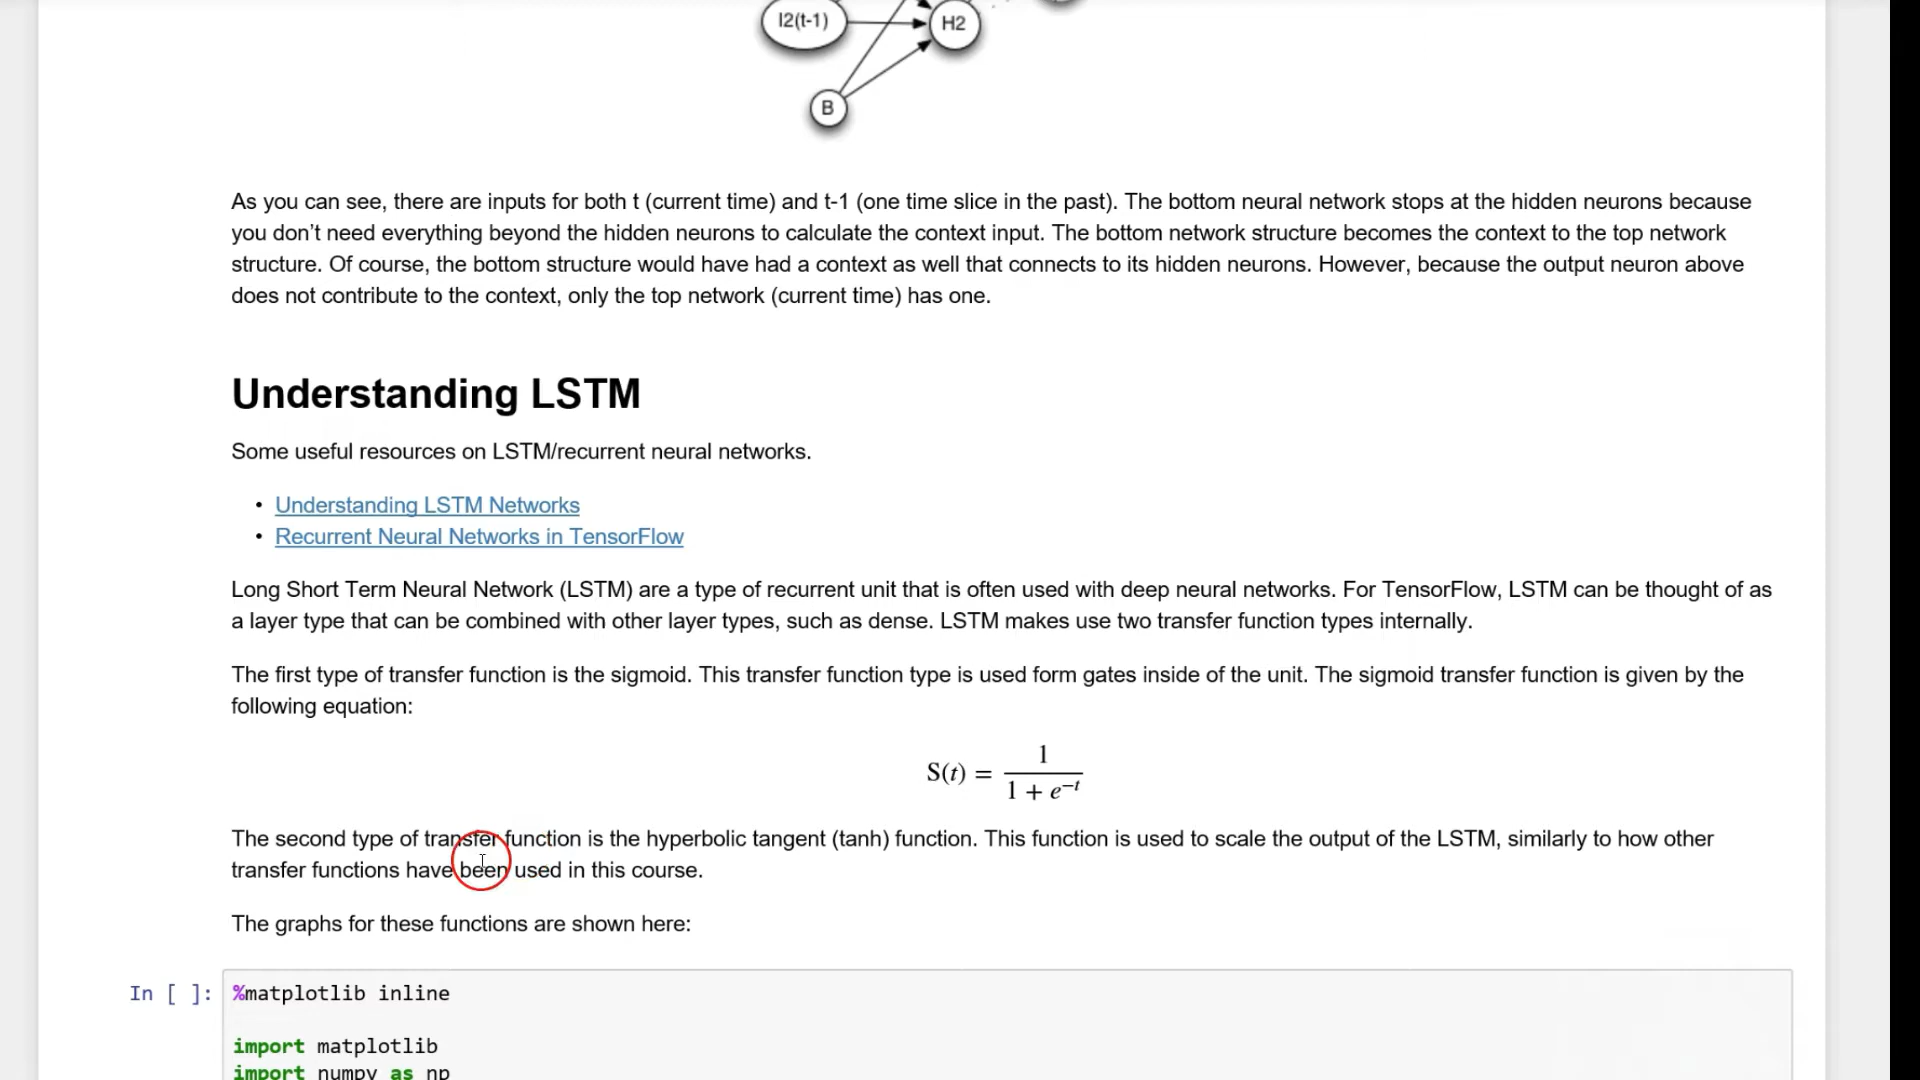 I2(t-1)
H2
B
As you can see, there are inputs for both t (current time) and t-1 (one time slice in the past). The bottom neural network stops at the hidden neurons because
you don’t need everything beyond the hidden neurons to calculate the context input. The bottom network structure becomes the context to the top network
structure. Of course, the bottom structure would have had a context as well that connects to its hidden neurons. However, because the output neuron above
does not contribute to the context, only the top network (current time) has one.
Understanding LSTM
Some useful resources on LSTM/recurrent neural networks.
• Understanding LSTM Networks
• Recurrent Neural Networks in TensorFlow
Long Short Term Neural Network (LSTM) are a type of recurrent unit that is often used with deep neural networks. For TensorFlow, LSTM can be thought of as
a layer type that can be combined with other layer types, such as dense. LSTM makes use two transfer function types internally.
The first type of transfer function is the sigmoid. This transfer function type is used form gates inside of the unit. The sigmoid transfer function is given by the
following equation:
S(t) = 1 / (1 + e^−t)
The second type of transfer function is the hyperbolic tangent (tanh) function. This function is used to scale the output of the LSTM, similarly to how other
transfer functions have been used in this course.
The graphs for these functions are shown here:
In [ ]: %matplotlib inline
import matplotlib
import numpy as np